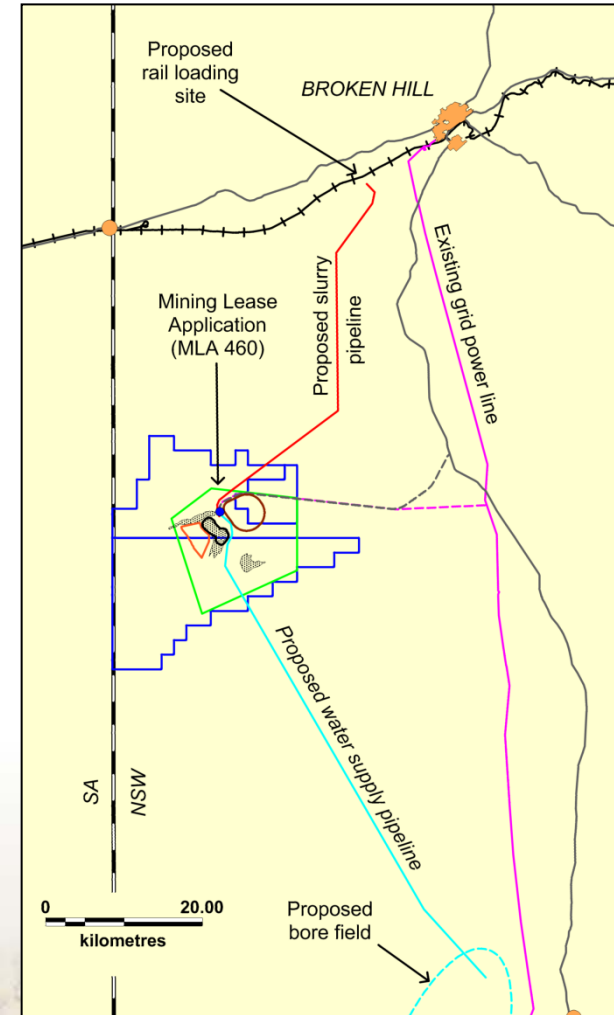 Proposed
rail loading
site
BROKEN HILL
Existing grid power line
Proposed slurry
pipeline
Mining Lease
Application
(MLA 460)
Proposed water supply pipeline
SA
NSW
0 20.00
kilometres
Proposed
bore field